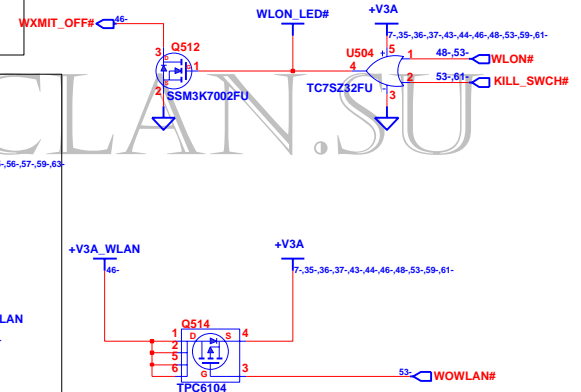 WXMIT_OFF# 46-
WLON_LED#
+V3A
7-,35-,36-,37-,43-,44-,46-,48-,53-,59-,61-
3
Q512
D
G
S
1
2
SSM3K7002FU
U504
4
+ 5
1
2
-
3
TC7SZ32FU
48-,53- WLON#
53-,61- KILL_SWCH#
CLAN.SU
,56-,57-,59-,63-
+V3A_WLAN
46-
+V3A
7-,35-,36-,37-,43-,44-,46-,48-,53-,59-,61-
LAN
Q514
1
2
5
6
D S
G
4
3
TPC6104
53- WOWLAN#